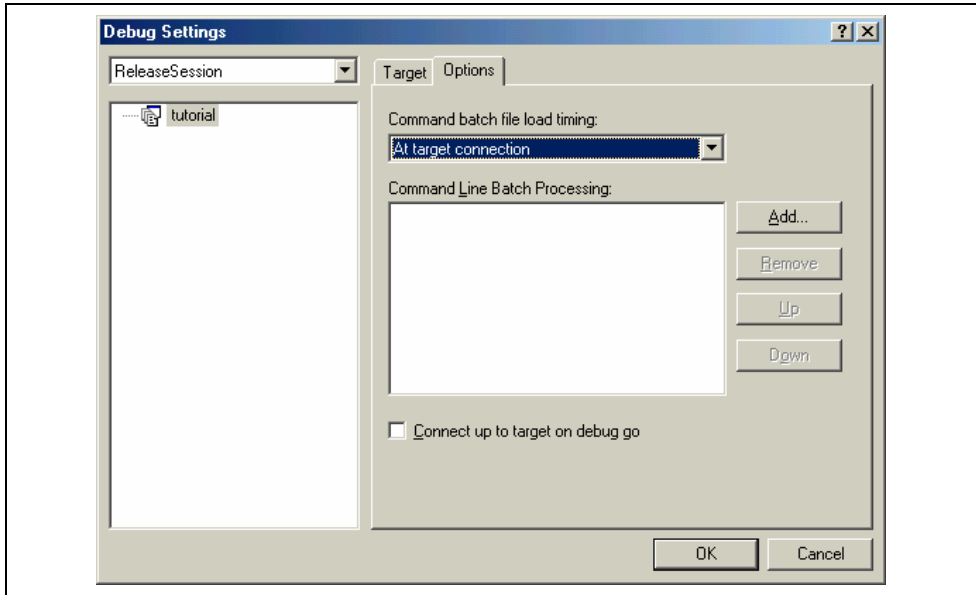 Debug Settings
ReleaseSession
tutorial
Target
Options
Command batch file load timing:
At target connection
Command Line Batch Processing:
Add...
Remove
Up
Down
Connect up to target on debug go
OK
Cancel